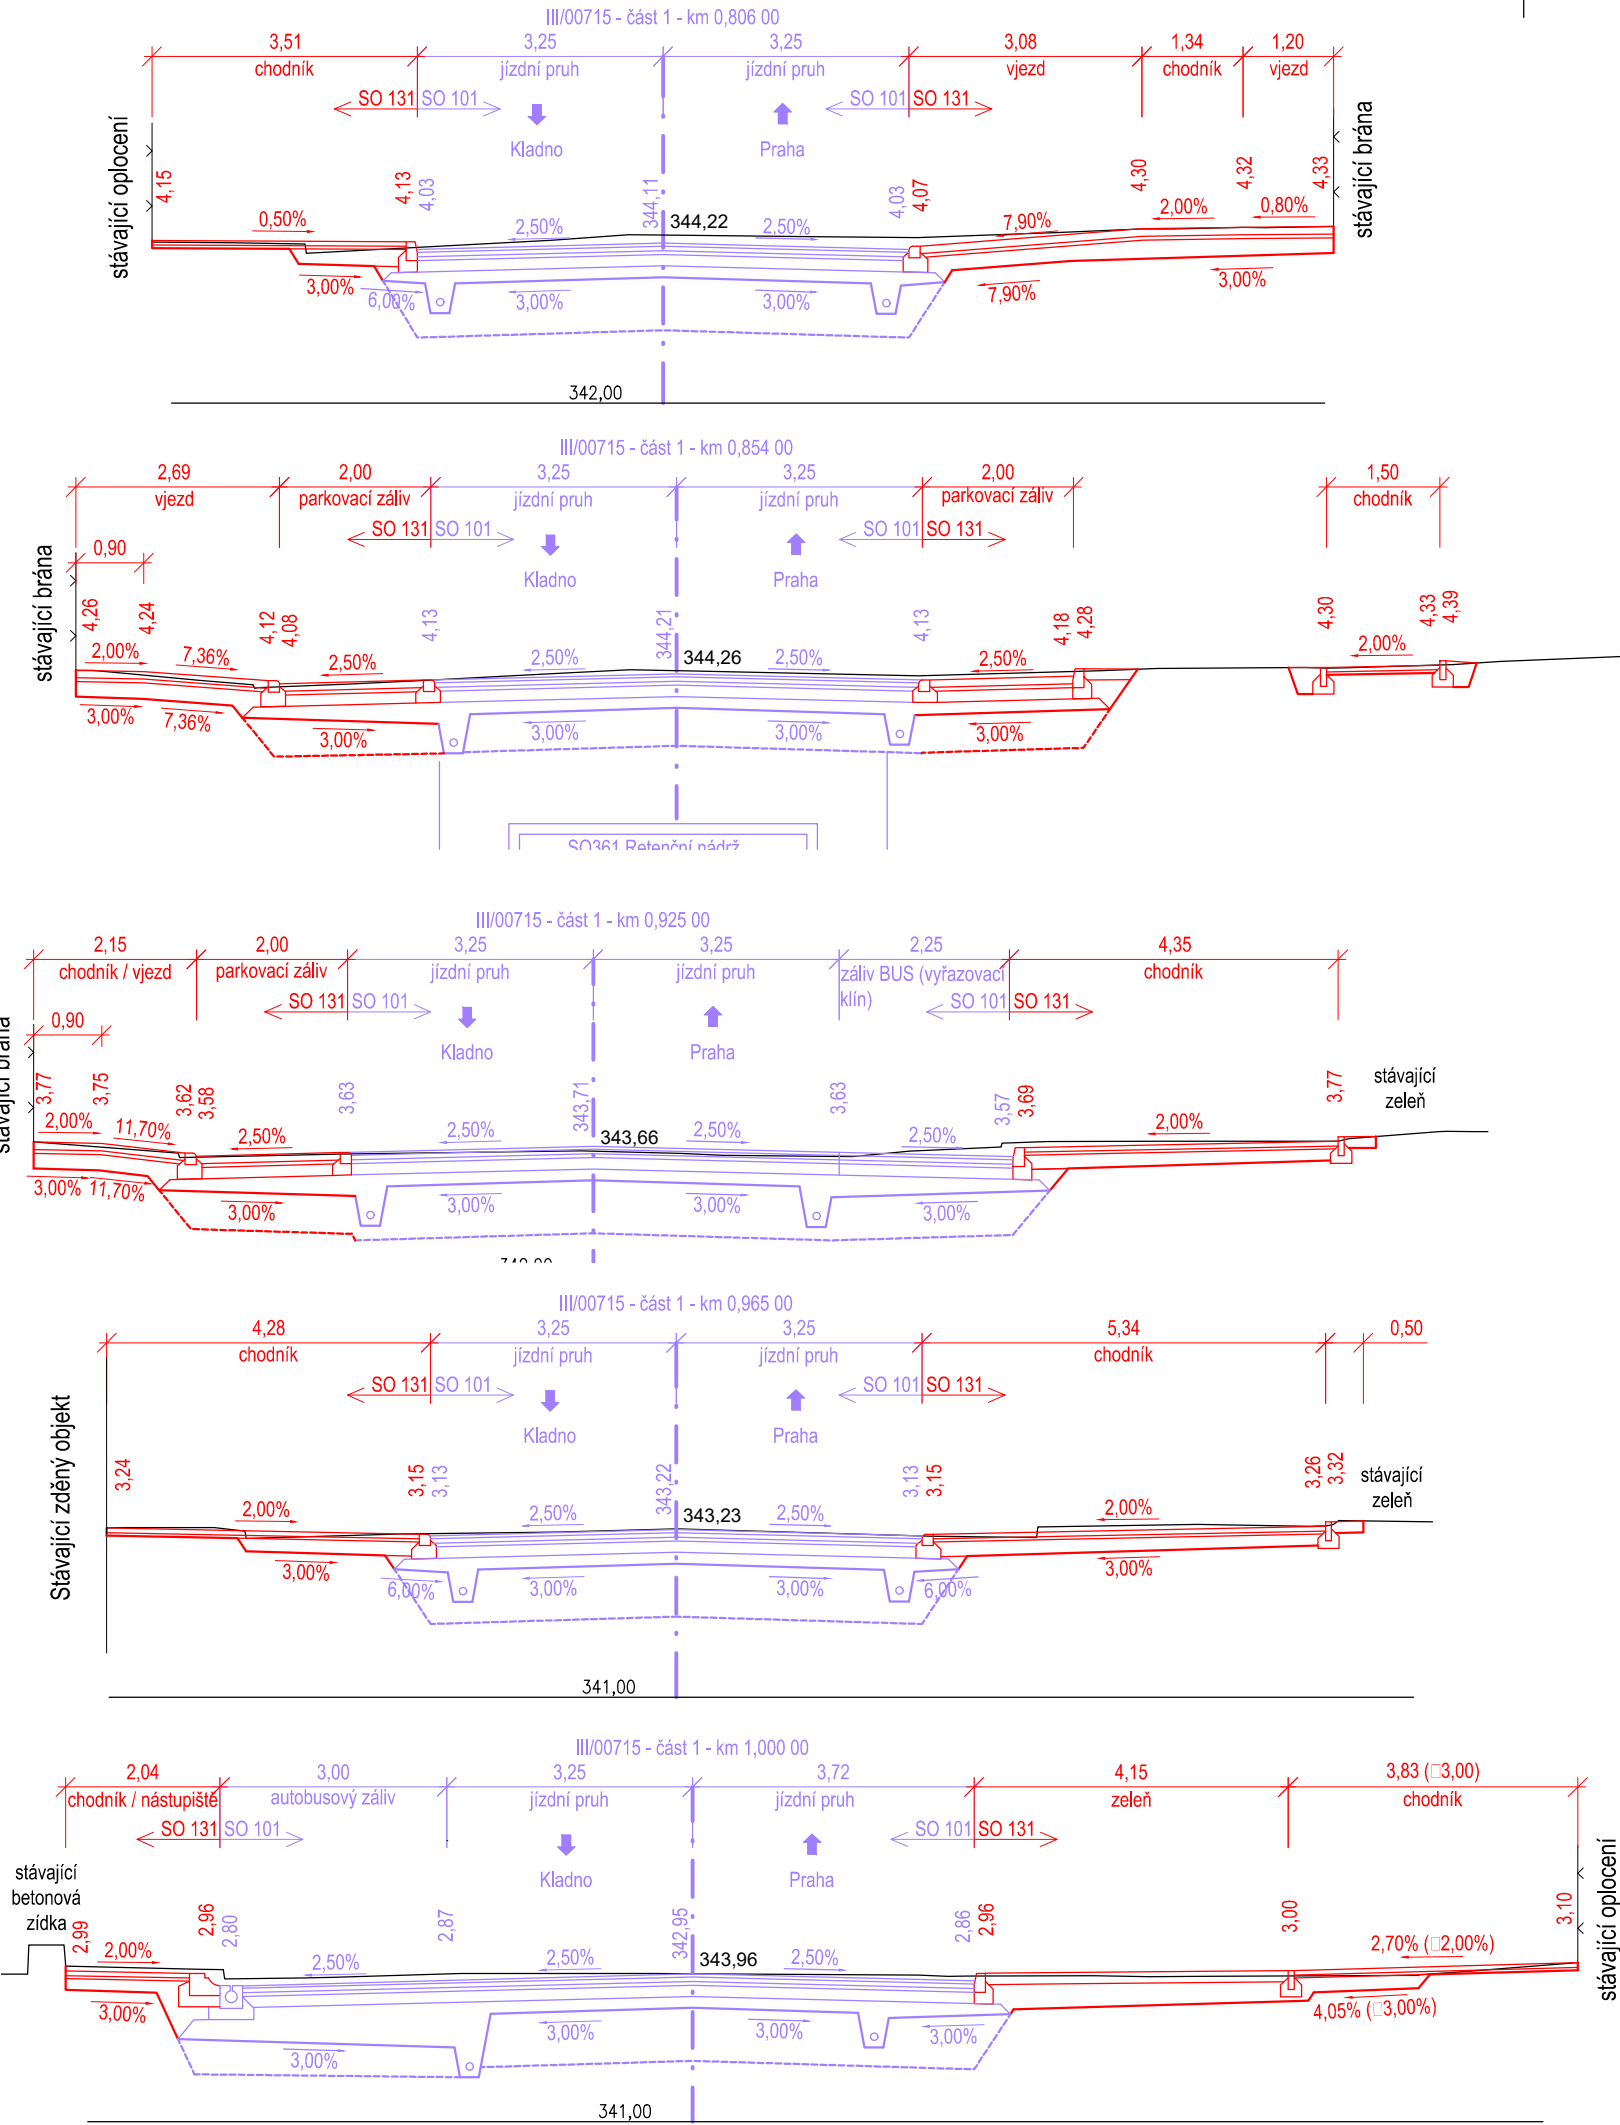 III/00715 - část 1 - km 0,806 00
3,51 3,25 3,25 3,08 1,34 1,20
chodník jízdní pruh jízdní pruh vjezd chodník vjezd
SO 131 SO 101 SO 101 SO 131
Kladno Praha
stávající oplocení
stávající brána
4,15 4,13 4,03 344,11 4,03 4,07 4,30 4,32 4,33
0,50% 2,50% 344,22 2,50% 7,90% 2,00% 0,80%
3,00% 6,00% 3,00% 3,00% 7,90% 3,00%
342,00
III/00715 - část 1 - km 0,854 00
2,69 2,00 3,25 3,25 2,00 1,50
vjezd parkovací záliv jízdní pruh jízdní pruh parkovací záliv chodník
SO 131 SO 101 SO 101 SO 131
0,90
Kladno Praha
stávající brána
4,26 4,24 4,12 4,08 4,13 344,21 4,13 4,18 4,28 4,30 4,33 4,39
2,00% 7,36% 2,50% 2,50% 344,26 2,50% 2,50% 2,00%
3,00% 7,36% 3,00% 3,00% 3,00% 3,00%
SO361 Retenční nádrž
III/00715 - část 1 - km 0,925 00
2,15 2,00 3,25 3,25 2,25 4,35
chodník / vjezd parkovací záliv jízdní pruh jízdní pruh záliv BUS (vyřazovací
klín) chodník
SO 131 SO 101 SO 101 SO 131
0,90
Kladno Praha
stávající brána
3,77 3,75 3,62 3,58 3,63 343,71 3,63 3,57 3,69 3,77
stávající
zeleň
2,00% 11,70% 2,50% 2,50% 343,66 2,50% 2,50% 2,00%
3,00% 11,70% 3,00% 3,00% 3,00% 3,00%
III/00715 - část 1 - km 0,965 00
4,28 3,25 3,25 5,34 0,50
chodník jízdní pruh jízdní pruh chodník
SO 131 SO 101 SO 101 SO 131
Kladno Praha
Stávající zděný objekt
3,24 3,15 3,13 343,22 3,13 3,15 3,26 3,32
stávající
zeleň
2,00% 2,50% 343,23 2,50% 2,00%
3,00% 6,00% 3,00% 3,00% 6,00% 3,00%
341,00
III/00715 - část 1 - km 1,000 00
2,04 3,00 3,25 3,72 4,15 3,83 (□3,00)
chodník / nástupiště autobusový záliv jízdní pruh jízdní pruh zeleň chodník
SO 131 SO 101 SO 101 SO 131
Kladno Praha
stávající
betonová
zídka
stávající oplocení
2,99 2,96 2,80 2,87 342,95 2,86 2,96 3,00 3,10
2,00% 2,50% 2,50% 343,96 2,50% 2,70% (□2,00%)
3,00% 3,00% 3,00% 3,00% 3,00% 4,05% (□3,00%)
341,00